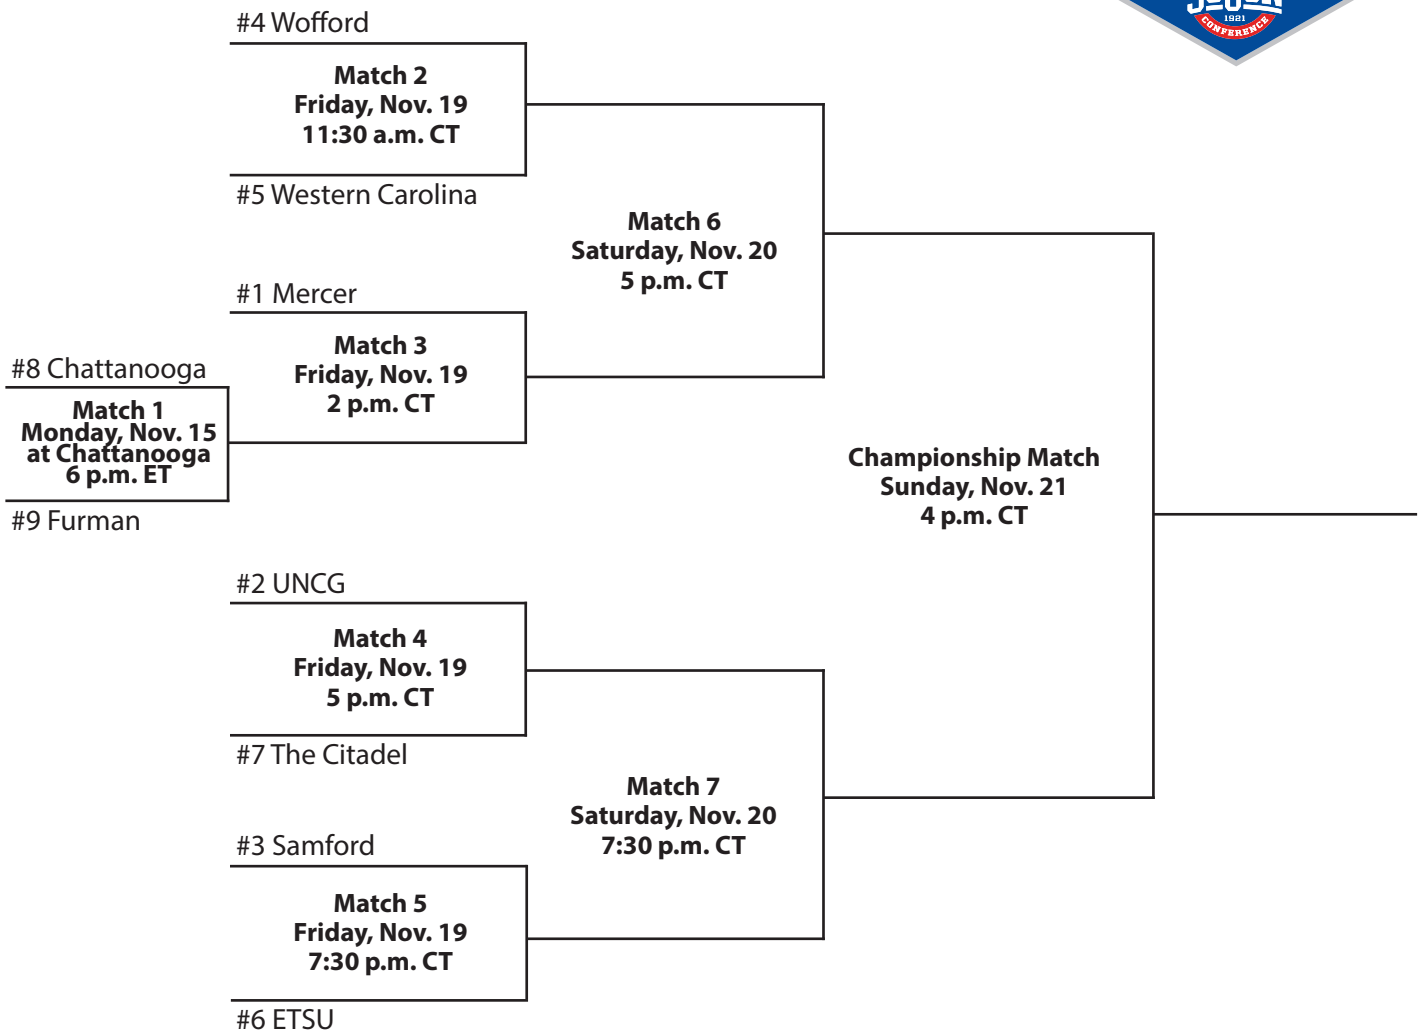 #4 Wofford
Match 2
Friday, Nov. 19
11:30 a.m. CT
#5 Western Carolina
#1 Mercer
Match 3
Friday, Nov. 19
2 p.m. CT
#8 Chattanooga
Match 1
Monday, Nov. 15
at Chattanooga
6 p.m. ET
#9 Furman
Match 6
Saturday, Nov. 20
5 p.m. CT
#2 UNCG
Match 4
Friday, Nov. 19
5 p.m. CT
#7 The Citadel
#3 Samford
Match 5
Friday, Nov. 19
7:30 p.m. CT
#6 ETSU
Match 7
Saturday, Nov. 20
7:30 p.m. CT
Championship Match
Sunday, Nov. 21
4 p.m. CT
1921
CONFERENCE